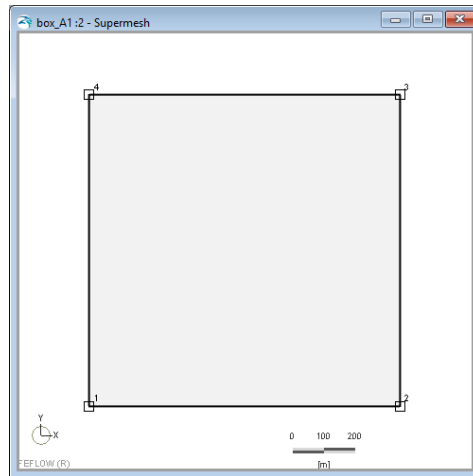 box_A1 :2 - Supermesh
4 3
1 2
Y
X
0 100 200
[m]
FEFLOW (R)